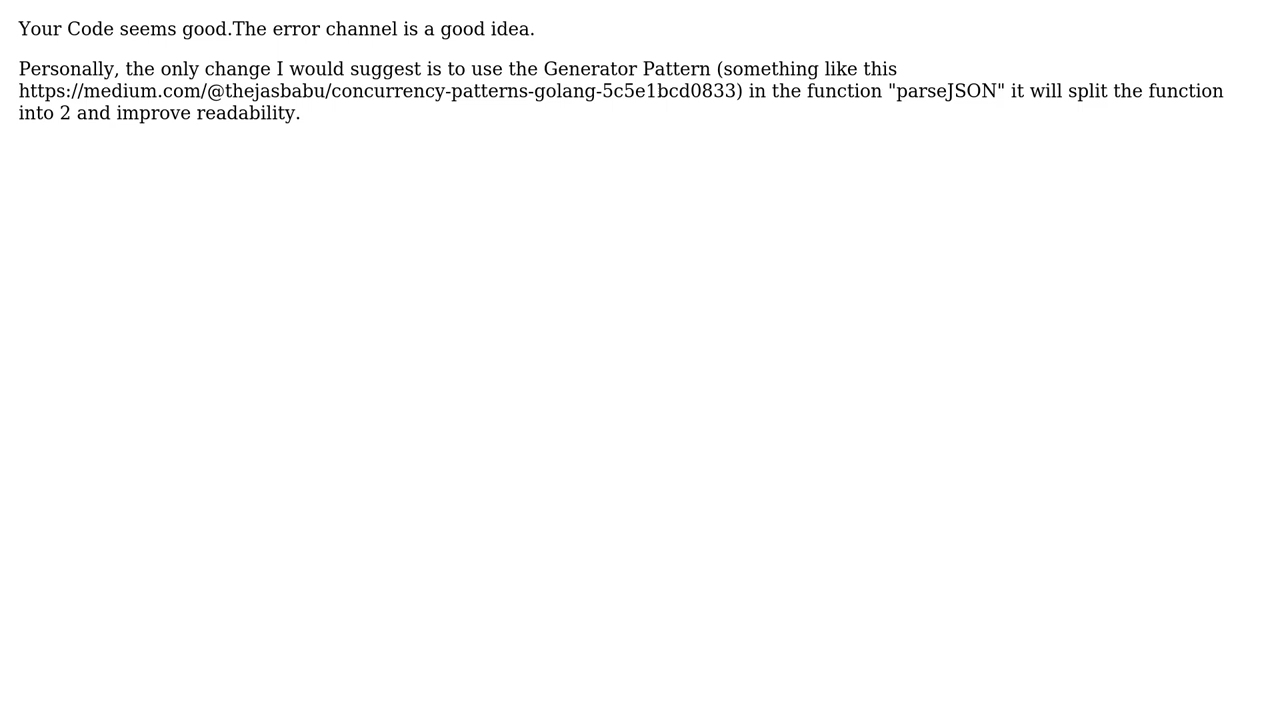 Your Code seems good.The error channel is a good idea.
Personally, the only change I would suggest is to use the Generator Pattern (something like this
https://medium.com/@thejasbabu/concurrency-patterns-golang-5c5e1bcd0833) in the function "parseJSON" it will split the function
into 2 and improve readability.